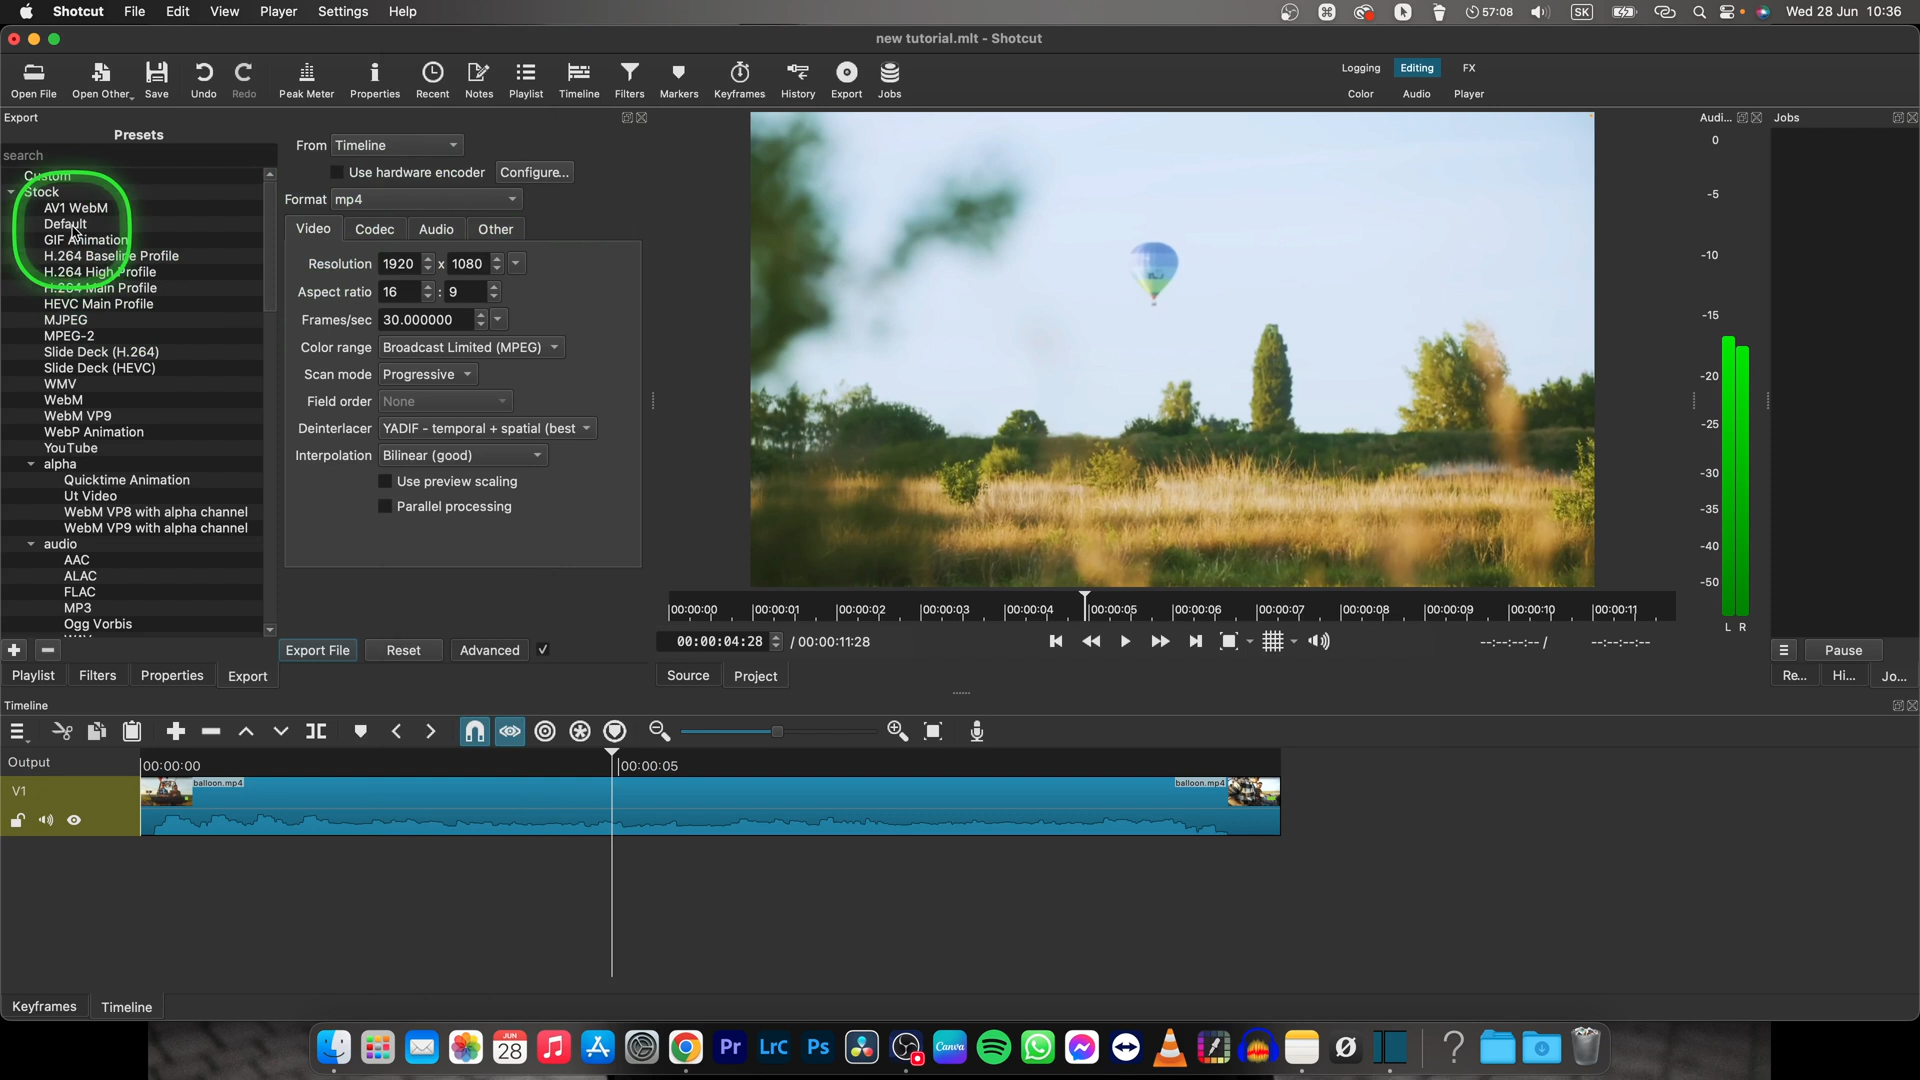 Shotcut File Edit View Player Settings Help
57:08 SK Wed 28 Jun 10:36
new tutorial.mlt - Shotcut
Open File Open Other... Save Undo Redo Peak Meter Properties Recent Notes Playlist Timeline Filters Markers Keyframes History Export Jobs
Logging Editing FX
Color Audio Player
Export
Presets
search
Custom
Stock
AV1 WebM
Default
GIF Animation
H.264 Baseline Profile
H.264 High Profile
H.264 Main Profile
HEVC Main Profile
MJPEG
MPEG-2
Slide Deck (H.264)
Slide Deck (HEVC)
WMV
WebM
WebM VP9
WebP Animation
YouTube
alpha
Quicktime Animation
Ut Video
WebM VP8 with alpha channel
WebM VP9 with alpha channel
audio
AAC
ALAC
FLAC
MP3
Ogg Vorbis
From Timeline
Use hardware encoder Configure...
Format mp4
Video Codec Audio Other
Resolution 1920 x 1080
Aspect ratio 16 : 9
Frames/sec 30.000000
Color range Broadcast Limited (MPEG)
Scan mode Progressive
Field order None
Deinterlacer YADIF - temporal + spatial (best
Interpolation Bilinear (good)
Use preview scaling
Parallel processing
Export File Reset Advanced
Playlist Filters Properties Export
00:00:00 00:00:01 00:00:02 00:00:03 00:00:04 00:00:05 00:00:06 00:00:07 00:00:08 00:00:09 00:00:10 00:00:11
00:00:04:28 / 00:00:11:28
--:--:--:-- / --:--:--:--
Source Project
Audi...
0
-5
-10
-15
-20
-25
-30
-35
-40
-50
L R
Jobs
Pause
Re... Hi... Jo...
Timeline
Output
00:00:00 00:00:05
V1
balloon.mp4 balloon.mp4
Keyframes Timeline
JUN
28
Pr LrC Ps Canva